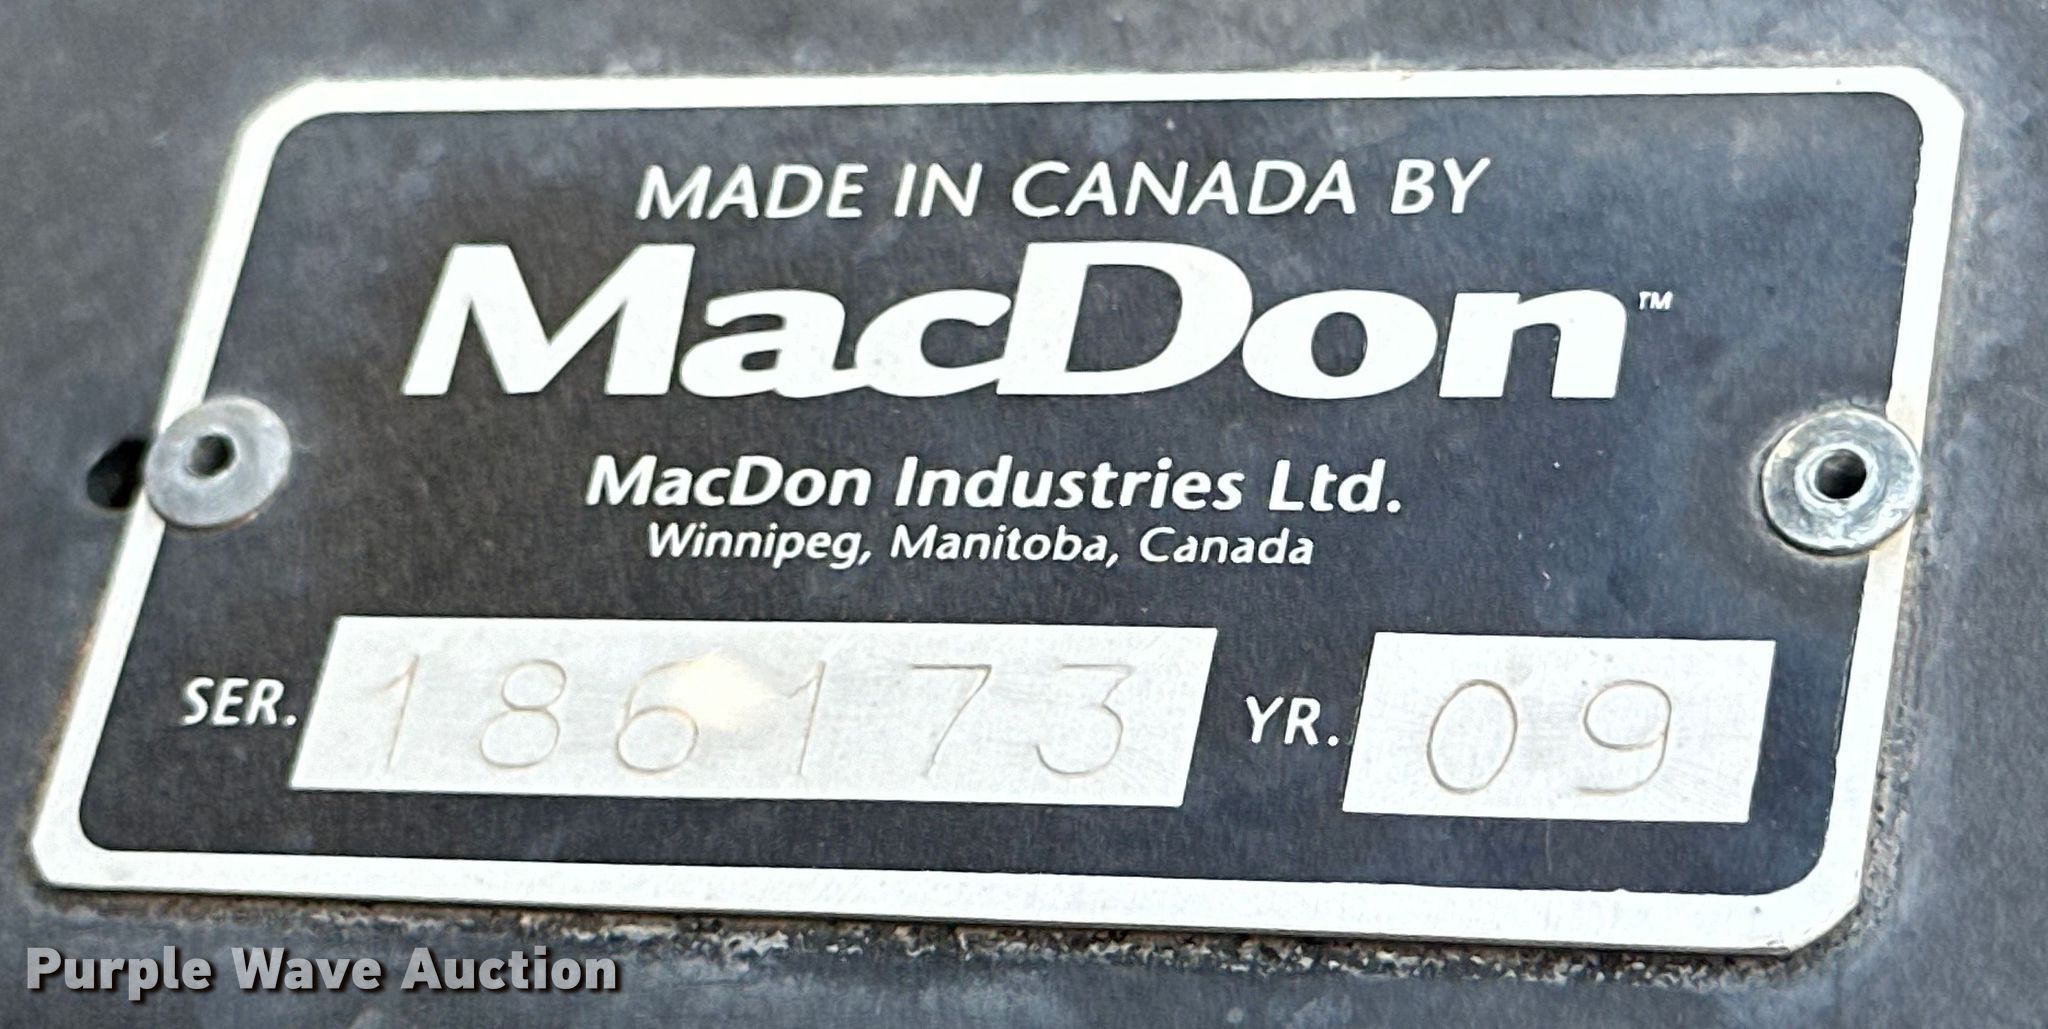 MADE IN CANADA BY
MacDon™
MacDon Industries Ltd.
Winnipeg, Manitoba, Canada
SER. 186173 YR. 09
Purple Wave Auction